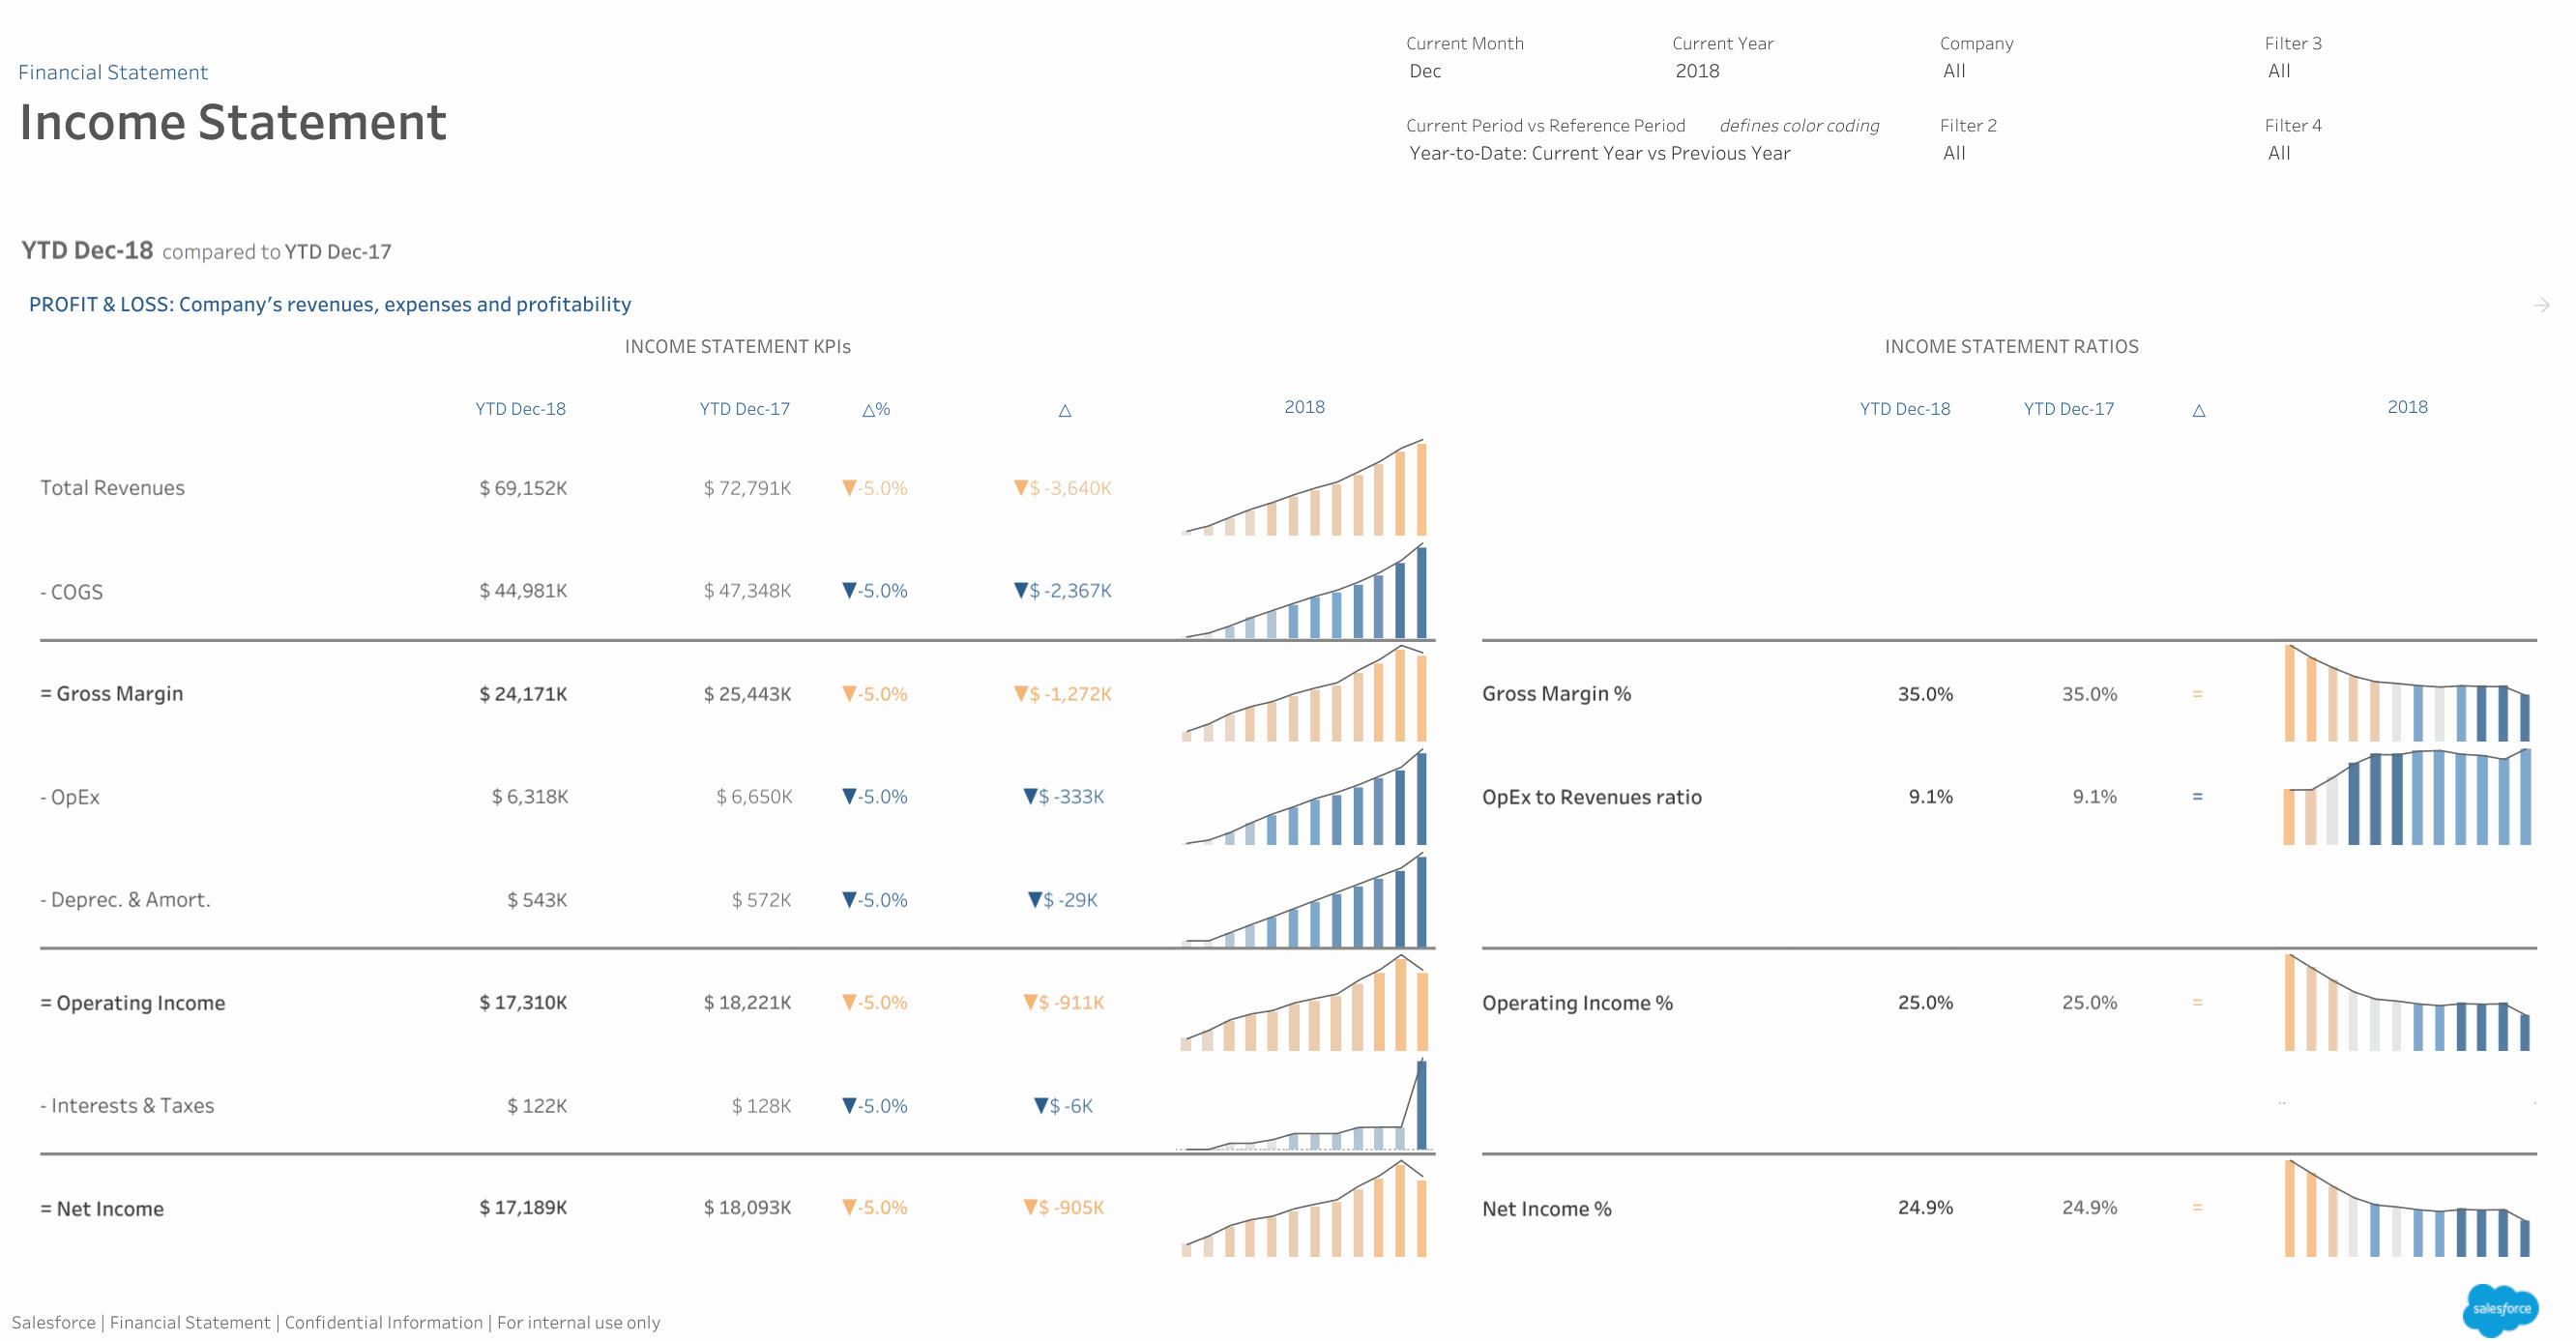 Current Month Current Year Company Filter 3
Financial Statement
Dec 2018 All All
Income Statement
Current Period vs Reference Period defines color coding Filter 2 Filter 4
Year-to-Date: Current Year vs Previous Year All All
YTD Dec-18 compared to YTD Dec-17
PROFIT & LOSS: Company's revenues, expenses and profitability →
INCOME STATEMENT KPIs INCOME STATEMENT RATIOS
YTD Dec-18 YTD Dec-17 △% △ 2018 YTD Dec-18 YTD Dec-17 △ 2018
Total Revenues $ 69,152K $ 72,791K ▼-5.0% ▼$ -3,640K
- COGS $ 44,981K $ 47,348K ▼-5.0% ▼$ -2,367K
= Gross Margin $ 24,171K $ 25,443K ▼-5.0% ▼$ -1,272K Gross Margin % 35.0% 35.0% =
- OpEx $ 6,318K $ 6,650K ▼-5.0% ▼$ -333K OpEx to Revenues ratio 9.1% 9.1% =
- Deprec. & Amort. $ 543K $ 572K ▼-5.0% ▼$ -29K
= Operating Income $ 17,310K $ 18,221K ▼-5.0% ▼$ -911K Operating Income % 25.0% 25.0% =
- Interests & Taxes $ 122K $ 128K ▼-5.0% ▼$ -6K
= Net Income $ 17,189K $ 18,093K ▼-5.0% ▼$ -905K Net Income % 24.9% 24.9% =
salesforce
Salesforce | Financial Statement | Confidential Information | For internal use only